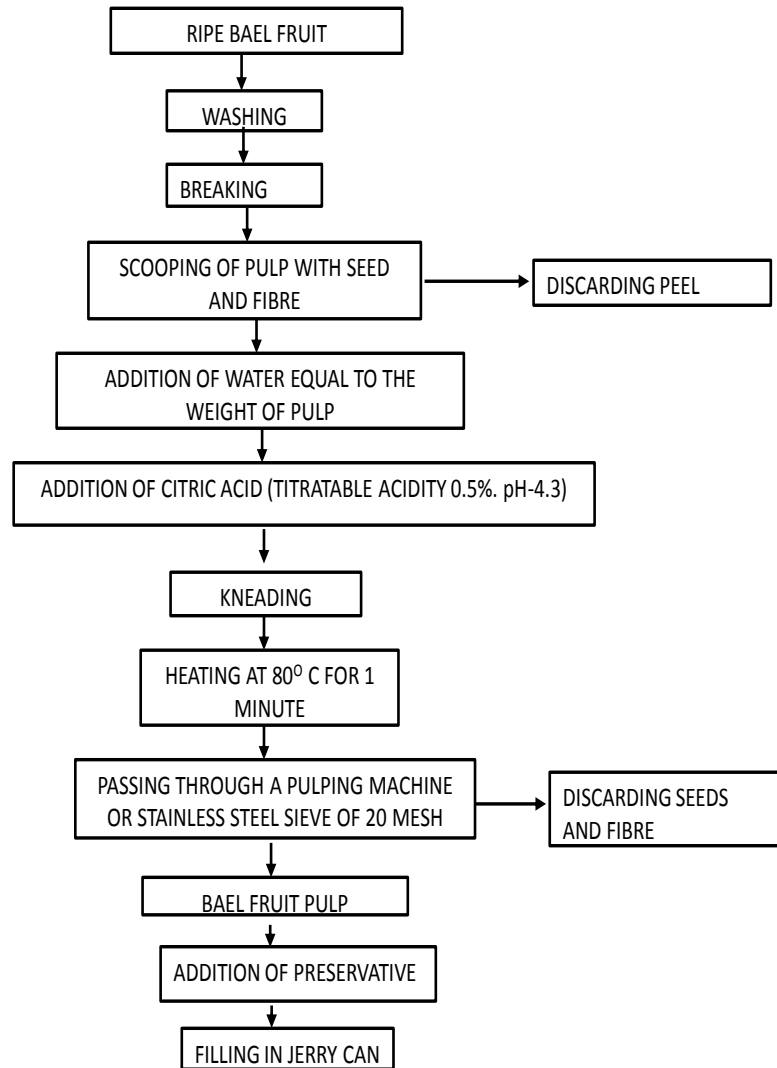 RIPE BAEL FRUIT
WASHING
BREAKING
SCOOPING OF PULP WITH SEED
AND FIBRE
DISCARDING PEEL
ADDITION OF WATER EQUAL TO THE
WEIGHT OF PULP
ADDITION OF CITRIC ACID (TITRATABLE ACIDITY 0.5%. pH-4.3)
KNEADING
HEATING AT 80⁰ C FOR 1
MINUTE
PASSING THROUGH A PULPING MACHINE
OR STAINLESS STEEL SIEVE OF 20 MESH
DISCARDING SEEDS
AND FIBRE
BAEL FRUIT PULP
ADDITION OF PRESERVATIVE
FILLING IN JERRY CAN